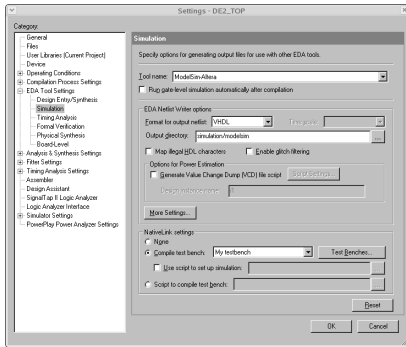 Settings - DE2_TOP
Category:
General
Files
User Libraries (Current Project)
Device
Operating Conditions
Compilation Process Settings
EDA Tool Settings
Design Entry/Synthesis
Simulation
Timing Analysis
Formal Verification
Physical Synthesis
Board-Level
Analysis & Synthesis Settings
Fitter Settings
Timing Analysis Settings
Assembler
Design Assistant
SignalTap II Logic Analyzer
Logic Analyzer Interface
Simulator Settings
PowerPlay Power Analyzer Settings
Simulation
Specify options for generating output files for use with other EDA tools.
Tool name: ModelSim-Altera
Run gate-level simulation automatically after compilation
EDA Netlist Writer options
Format for output netlist: VHDL Time scale:
Output directory: simulation/modelsim ...
Map illegal HDL characters Enable glitch filtering
Options for Power Estimation
Generate Value Change Dump (VCD) file script Script Settings...
Design instance name:
More Settings...
NativeLink settings
None
Compile test bench: My testbench Test Benches...
Use script to set up simulation:
Script to compile test bench:
Reset
OK Cancel